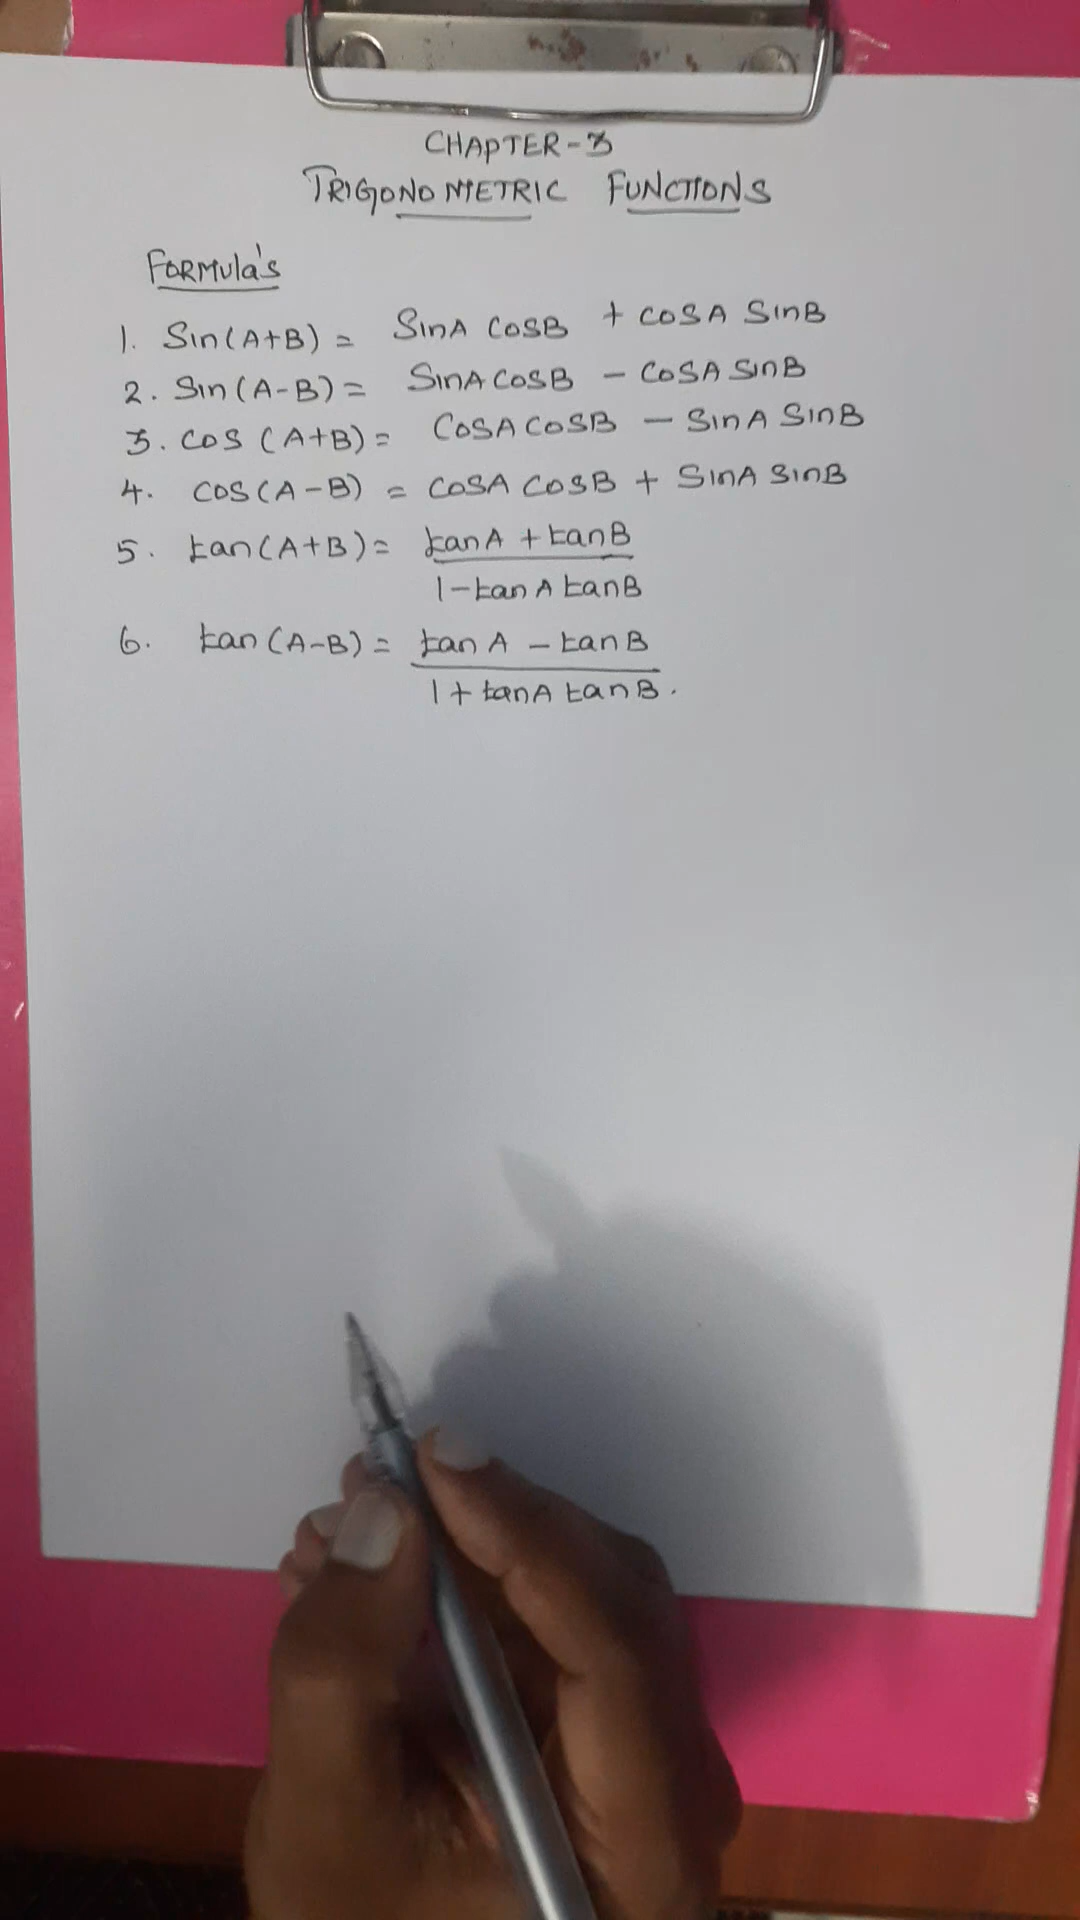 CHAPTER-3
TRIGONOMETRIC FUNCTIONS
FORMULA'S
1. Sin(A+B) = SinA COSB + COSA SinB
2. Sin(A-B) = SinA COSB - COSA SinB
3. COS (A+B) = COSA COSB - SinA SinB
4. COS(A-B) = COSA COSB + SinA SinB
5. tan(A+B) = tanA + tanB
1-tanA tanB
6. tan(A-B) = tanA - tanB
1+tanA tanB.